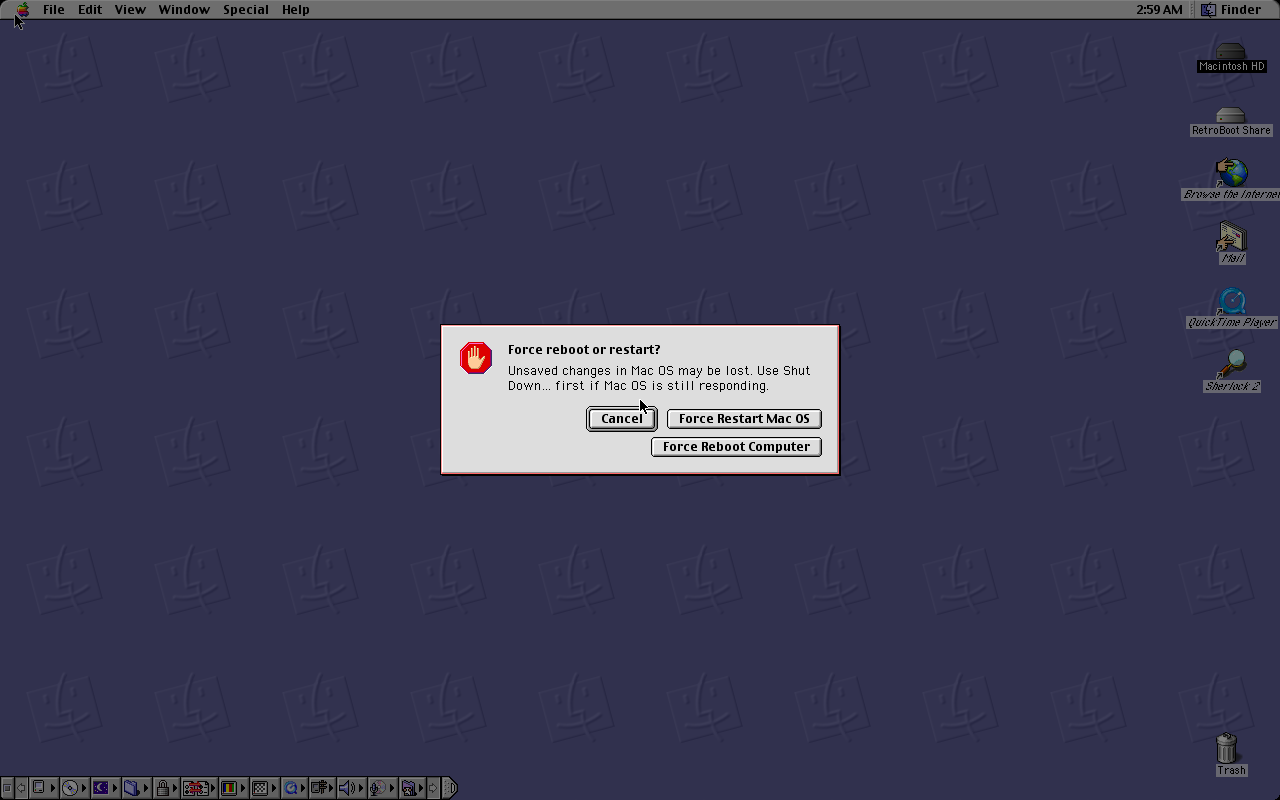 File Edit View Window Special Help 2:59 AM Finder
Macintosh HD
RetroBoot Share
Browse the Internet
Mail
QuickTime Player
Sherlock 2
Force reboot or restart?
Unsaved changes in Mac OS may be lost. Use Shut
Down... first if Mac OS is still responding.
Cancel Force Restart Mac OS
Force Reboot Computer
Trash